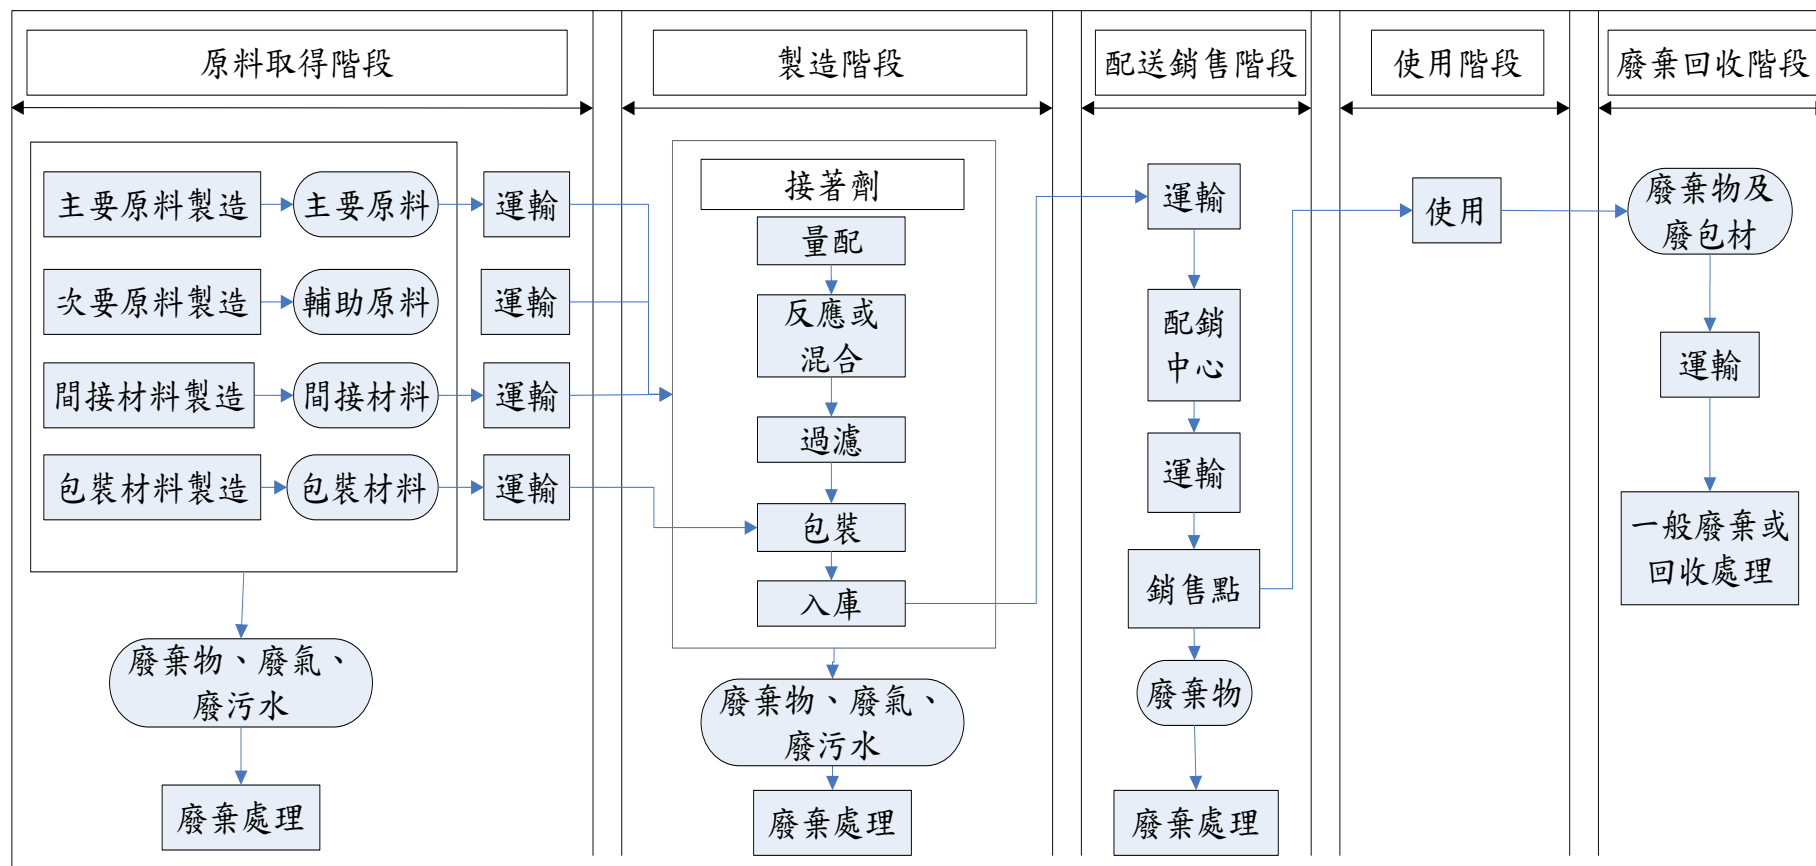 原料取得階段
製造階段
配送銷售階段
使用階段
廢棄回收階段
主要原料製造
主要原料
運輸
次要原料製造
輔助原料
運輸
間接材料製造
間接材料
運輸
包裝材料製造
包裝材料
運輸
廢棄物、廢氣、
廢污水
廢棄處理
接著劑
量配
反應或
混合
過濾
包裝
入庫
廢棄物、廢氣、
廢污水
廢棄處理
運輸
配銷
中心
運輸
銷售點
廢棄物
廢棄處理
使用
廢棄物及
廢包材
運輸
一般廢棄或
回收處理